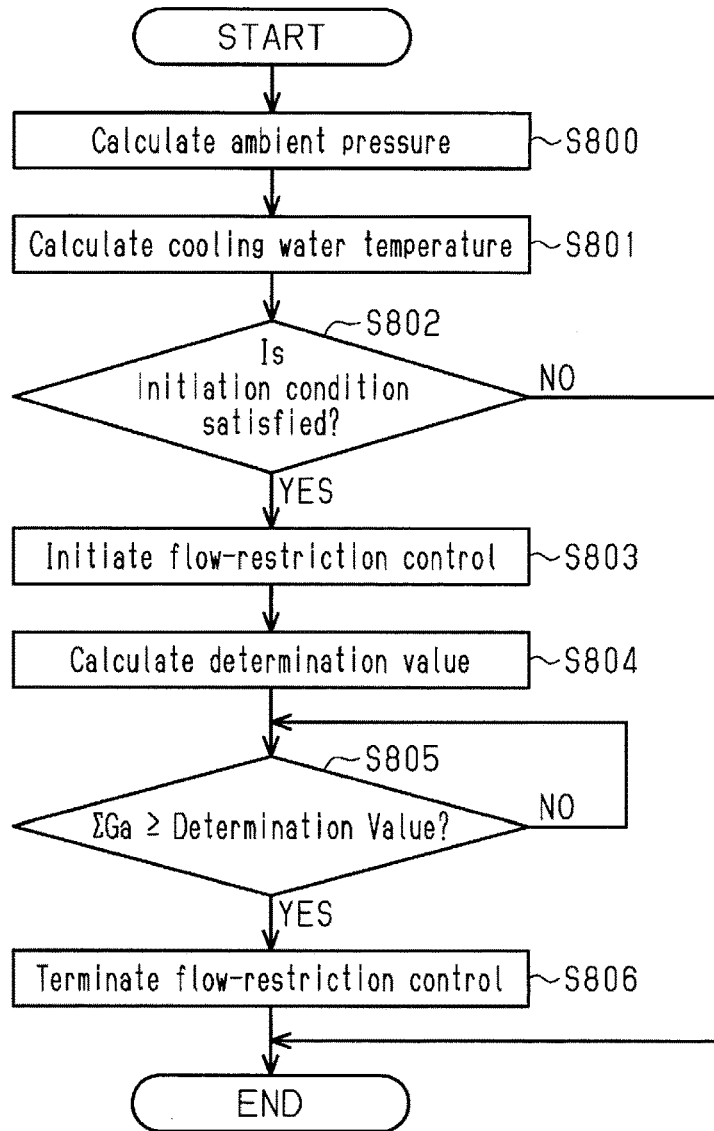 START
Calculate ambient pressure
S800
Calculate cooling water temperature
S801
S802
Is
initiation condition
satisfied?
NO
YES
Initiate flow-restriction control
S803
Calculate determination value
S804
S805
ΣGa ≥ Determination Value?
NO
YES
Terminate flow-restriction control
S806
END